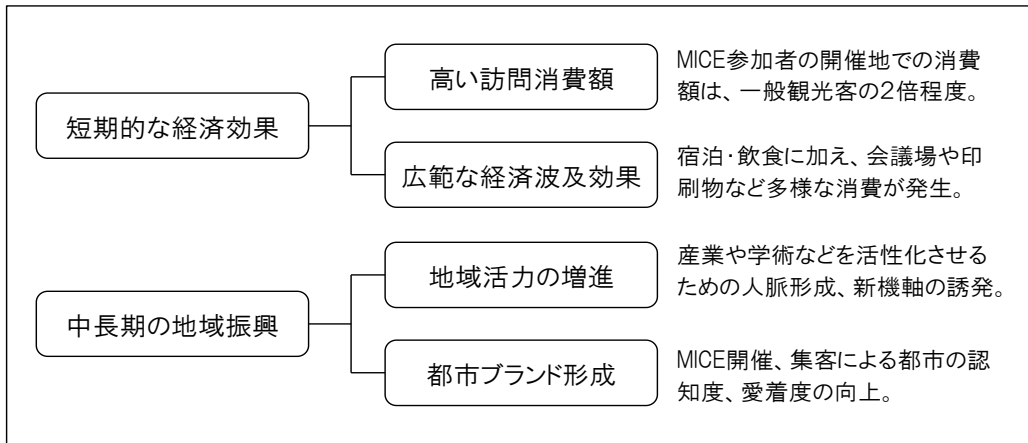 短期的な経済効果
高い訪問消費額
MICE参加者の開催地での消費
額は、一般観光客の2倍程度。
広範な経済波及効果
宿泊・飲食に加え、会議場や印
刷物など多様な消費が発生。
中長期の地域振興
地域活力の増進
産業や学術などを活性化させる
ための人脈形成、新機軸の誘発。
都市ブランド形成
MICE開催、集客による都市の認
知度、愛着度の向上。